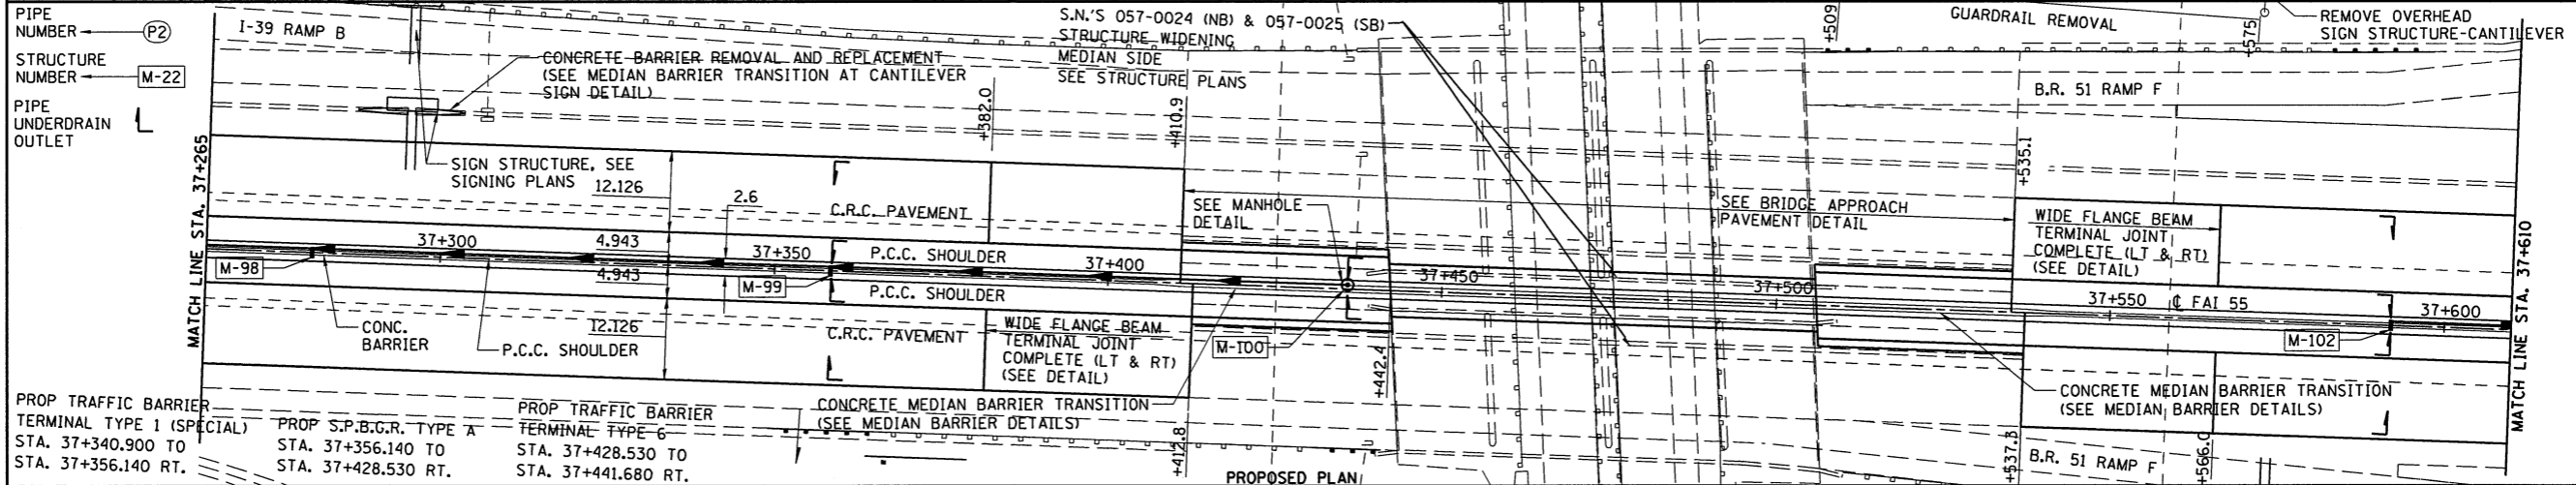 PIPE
NUMBER
P2
STRUCTURE
NUMBER
M-22
PIPE
UNDERDRAIN
OUTLET
MATCH LINE STA. 37+265
I-39 RAMP B
CONCRETE BARRIER REMOVAL AND REPLACEMENT
(SEE MEDIAN BARRIER TRANSITION AT CANTILEVER
SIGN DETAIL)
SIGN STRUCTURE, SEE
SIGNING PLANS
12.126
2.6
+382.0
+410.9
S.N.'S 057-0024 (NB) & 057-0025 (SB)
STRUCTURE WIDENING
MEDIAN SIDE
SEE STRUCTURE PLANS
+509
GUARDRAIL REMOVAL
+575
REMOVE OVERHEAD
SIGN STRUCTURE-CANTILEVER
B.R. 51 RAMP F
+535.1
C.R.C. PAVEMENT
SEE MANHOLE
DETAIL
SEE BRIDGE APPROACH
PAVEMENT DETAIL
WIDE FLANGE BEAM
TERMINAL JOINT
COMPLETE (LT & RT)
(SEE DETAIL)
37+300
4.943
37+350
P.C.C. SHOULDER
37+400
37+450
37+500
37+550
℄ FAI 55
37+600
M-98
4.943
M-99
P.C.C. SHOULDER
M-100
M-102
MATCH LINE STA. 37+610
CONC.
BARRIER
P.C.C. SHOULDER
12.126
C.R.C. PAVEMENT
WIDE FLANGE BEAM
TERMINAL JOINT
COMPLETE (LT & RT)
(SEE DETAIL)
+442.4
CONCRETE MEDIAN BARRIER TRANSITION
(SEE MEDIAN BARRIER DETAILS)
CONCRETE MEDIAN BARRIER TRANSITION
(SEE MEDIAN BARRIER DETAILS)
+412.8
+537.3
+566.0
B.R. 51 RAMP F
PROP TRAFFIC BARRIER
TERMINAL TYPE 1 (SPECIAL)
STA. 37+340.900 TO
STA. 37+356.140 RT.
PROP S.P.B.G.R. TYPE A
STA. 37+356.140 TO
STA. 37+428.530 RT.
PROP TRAFFIC BARRIER
TERMINAL TYPE 6
STA. 37+428.530 TO
STA. 37+441.680 RT.
PROPOSED PLAN